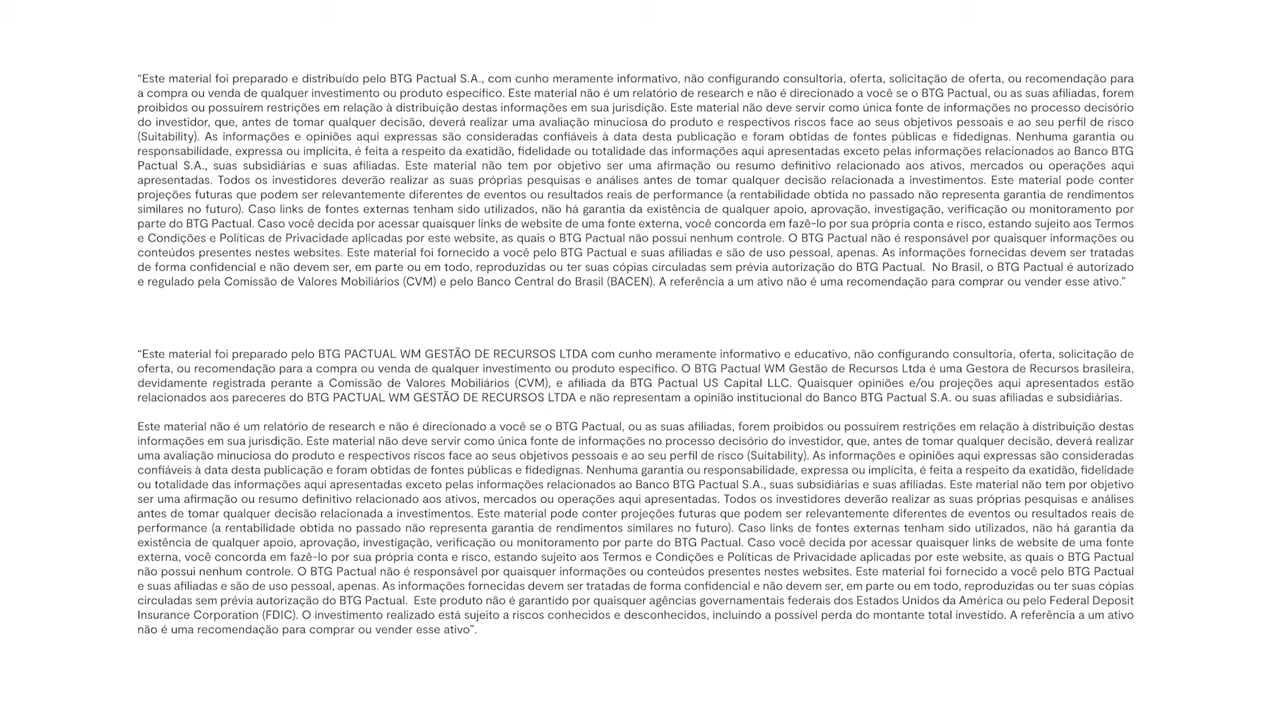 “Este material foi preparado e distribuído pelo BTG Pactual S.A., com cunho meramente informativo, não configurando consultoria, oferta, solicitação de oferta, ou recomendação para
a compra ou venda de qualquer investimento ou produto específico. Este material não é um relatório de research e não é direcionado a você se o BTG Pactual, ou as suas afiliadas, forem
proibidos ou possuírem restrições em relação à distribuição destas informações em sua jurisdição. Este material não deve servir como única fonte de informações no processo decisório
do investidor, que, antes de tomar qualquer decisão, deverá realizar uma avaliação minuciosa do produto e respectivos riscos face ao seus objetivos pessoais e ao seu perfil de risco
(Suitability). As informações e opiniões aqui expressas são consideradas confiáveis à data desta publicação e foram obtidas de fontes públicas e fidedignas. Nenhuma garantia ou
responsabilidade, expressa ou implícita, é feita a respeito da exatidão, fidelidade ou totalidade das informações aqui apresentadas exceto pelas informações relacionados ao Banco BTG
Pactual S.A., suas subsidiárias e suas afiliadas. Este material não tem por objetivo ser uma afirmação ou resumo definitivo relacionado aos ativos, mercados ou operações aqui
apresentadas. Todos os investidores deverão realizar as suas próprias pesquisas e análises antes de tomar qualquer decisão relacionada a investimentos. Este material pode conter
projeções futuras que podem ser relevantemente diferentes de eventos ou resultados reais de performance (a rentabilidade obtida no passado não representa garantia de rendimentos
similares no futuro). Caso links de fontes externas tenham sido utilizados, não há garantia da existência de qualquer apoio, aprovação, investigação, verificação ou monitoramento por
parte do BTG Pactual. Caso você decida por acessar quaisquer links de website de uma fonte externa, você concorda em fazê-lo por sua própria conta e risco, estando sujeito aos Termos
e Condições e Políticas de Privacidade aplicadas por este website, as quais o BTG Pactual não possui nenhum controle. O BTG Pactual não é responsável por quaisquer informações ou
conteúdos presentes nestes websites. Este material foi fornecido a você pelo BTG Pactual e suas afiliadas e são de uso pessoal, apenas. As informações fornecidas devem ser tratadas
de forma confidencial e não devem ser, em parte ou em todo, reproduzidas ou ter suas cópias circuladas sem prévia autorização do BTG Pactual.  No Brasil, o BTG Pactual é autorizado
e regulado pela Comissão de Valores Mobiliários (CVM) e pelo Banco Central do Brasil (BACEN). A referência a um ativo não é uma recomendação para comprar ou vender esse ativo.”
“Este material foi preparado pelo BTG PACTUAL WM GESTÃO DE RECURSOS LTDA com cunho meramente informativo e educativo, não configurando consultoria, oferta, solicitação de
oferta, ou recomendação para a compra ou venda de qualquer investimento ou produto específico. O BTG Pactual WM Gestão de Recursos Ltda é uma Gestora de Recursos brasileira,
devidamente registrada perante a Comissão de Valores Mobiliários (CVM), e afiliada da BTG Pactual US Capital LLC. Quaisquer opiniões e/ou projeções aqui apresentados estão
relacionados aos pareceres do BTG PACTUAL WM GESTÃO DE RECURSOS LTDA e não representam a opinião institucional do Banco BTG Pactual S.A. ou suas afiliadas e subsidiárias.
Este material não é um relatório de research e não é direcionado a você se o BTG Pactual, ou as suas afiliadas, forem proibidos ou possuírem restrições em relação à distribuição destas
informações em sua jurisdição. Este material não deve servir como única fonte de informações no processo decisório do investidor, que, antes de tomar qualquer decisão, deverá realizar
uma avaliação minuciosa do produto e respectivos riscos face ao seus objetivos pessoais e ao seu perfil de risco (Suitability). As informações e opiniões aqui expressas são consideradas
confiáveis à data desta publicação e foram obtidas de fontes públicas e fidedignas. Nenhuma garantia ou responsabilidade, expressa ou implícita, é feita a respeito da exatidão, fidelidade
ou totalidade das informações aqui apresentadas exceto pelas informações relacionados ao Banco BTG Pactual S.A., suas subsidiárias e suas afiliadas. Este material não tem por objetivo
ser uma afirmação ou resumo definitivo relacionado aos ativos, mercados ou operações aqui apresentadas. Todos os investidores deverão realizar as suas próprias pesquisas e análises
antes de tomar qualquer decisão relacionada a investimentos. Este material pode conter projeções futuras que podem ser relevantemente diferentes de eventos ou resultados reais de
performance (a rentabilidade obtida no passado não representa garantia de rendimentos similares no futuro). Caso links de fontes externas tenham sido utilizados, não há garantia da
existência de qualquer apoio, aprovação, investigação, verificação ou monitoramento por parte do BTG Pactual. Caso você decida por acessar quaisquer links de website de uma fonte
externa, você concorda em fazê-lo por sua própria conta e risco, estando sujeito aos Termos e Condições e Políticas de Privacidade aplicadas por este website, as quais o BTG Pactual
não possui nenhum controle. O BTG Pactual não é responsável por quaisquer informações ou conteúdos presentes nestes websites. Este material foi fornecido a você pelo BTG Pactual
e suas afiliadas e são de uso pessoal, apenas. As informações fornecidas devem ser tratadas de forma confidencial e não devem ser, em parte ou em todo, reproduzidas ou ter suas cópias
circuladas sem prévia autorização do BTG Pactual.  Este produto não é garantido por quaisquer agências governamentais federais dos Estados Unidos da América ou pelo Federal Deposit
Insurance Corporation (FDIC). O investimento realizado está sujeito a riscos conhecidos e desconhecidos, incluindo a possível perda do montante total investido. A referência a um ativo
não é uma recomendação para comprar ou vender esse ativo”.